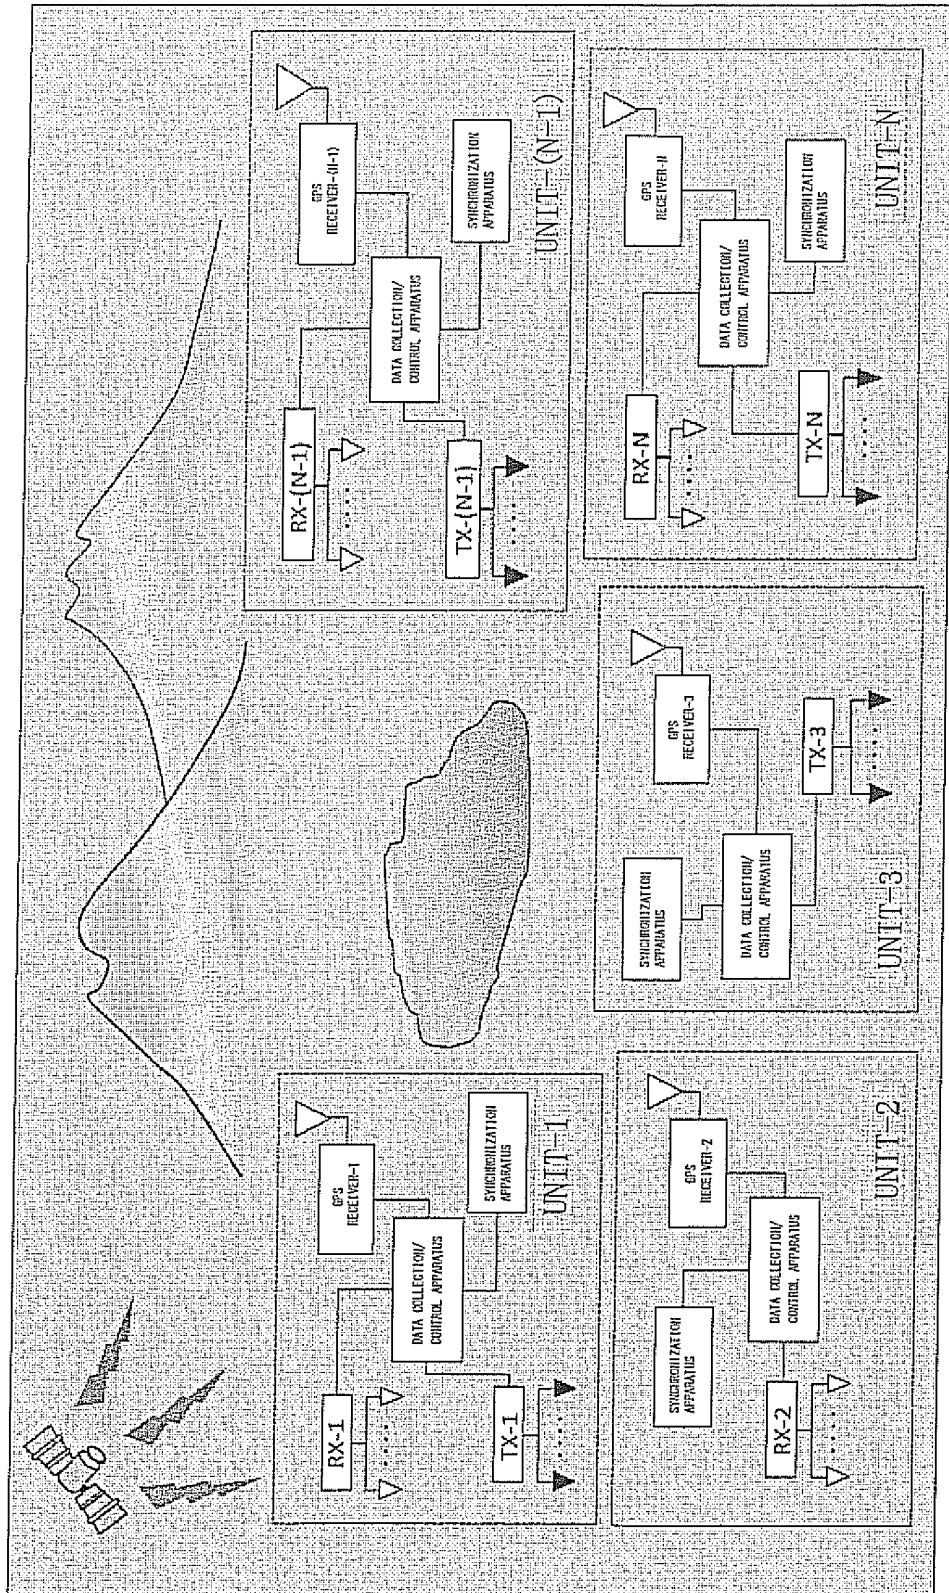 RX-1
GPS
RECEIVER-1
DATA COLLECTION/
CONTROL APPARATUS
TX-1
SYNCHRONIZATION
APPARATUS
UNIT-1
GPS
RECEIVER-(N-1)
RX-(N-1)
DATA COLLECTION/
CONTROL APPARATUS
TX-(N-1)
SYNCHRONIZATION
APPARATUS
UNIT-(N-1)
SYNCHRONIZATION
APPARATUS
GPS
RECEIVER-2
RX-2
DATA COLLECTION/
CONTROL APPARATUS
UNIT-2
SYNCHRONIZATION
APPARATUS
GPS
RECEIVER-3
DATA COLLECTION/
CONTROL APPARATUS
TX-3
UNIT-3
RX-N
GPS
RECEIVER-N
DATA COLLECTION/
CONTROL APPARATUS
TX-N
SYNCHRONIZATION
APPARATUS
UNIT-N